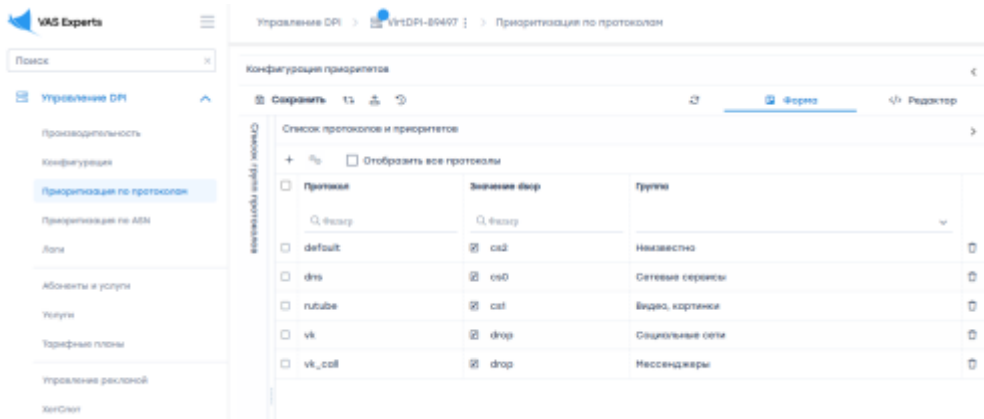 VAS Experts
Управление DPI > VirtDPI-89497 > Приоритизация по протоколам
Поиск
Управление DPI
Производительность
Конфигурация
Приоритизация по протоколам
Приоритизация по ASN
Логи
Абоненты и услуги
Услуги
Тарифные планы
Управление рекламой
ХотСпот
Конфигурация приоритетов
Сохранить
Форма
</> Редактор
Список групп протоколов
Список протоколов и приоритетов
Отобразить все протоколы
Протокол Значение dscp Группа
Фильтр Фильтр
default cs2 Неизвестно
dns cs0 Сетевые сервисы
rutube cs1 Видео, картинки
vk drop Социальные сети
vk_call drop Мессенджеры